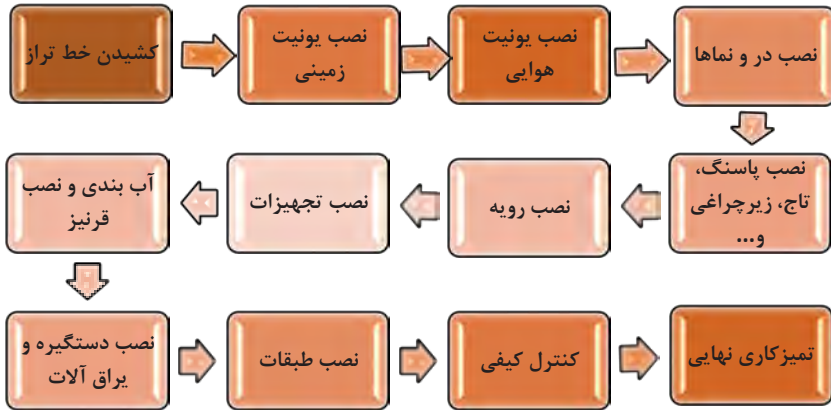 کشیدن خط تراز
نصب یونیت
زمینی
نصب یونیت
هوایی
نصب در و نماها
نصب پاسنگ،
تاج، زیرچراغی
و...
نصب رویه
نصب تجهیزات
آب بندی و نصب
قرنیز
نصب دستگیره و
یراق آلات
نصب طبقات
کنترل کیفی
تمیزکاری نهایی